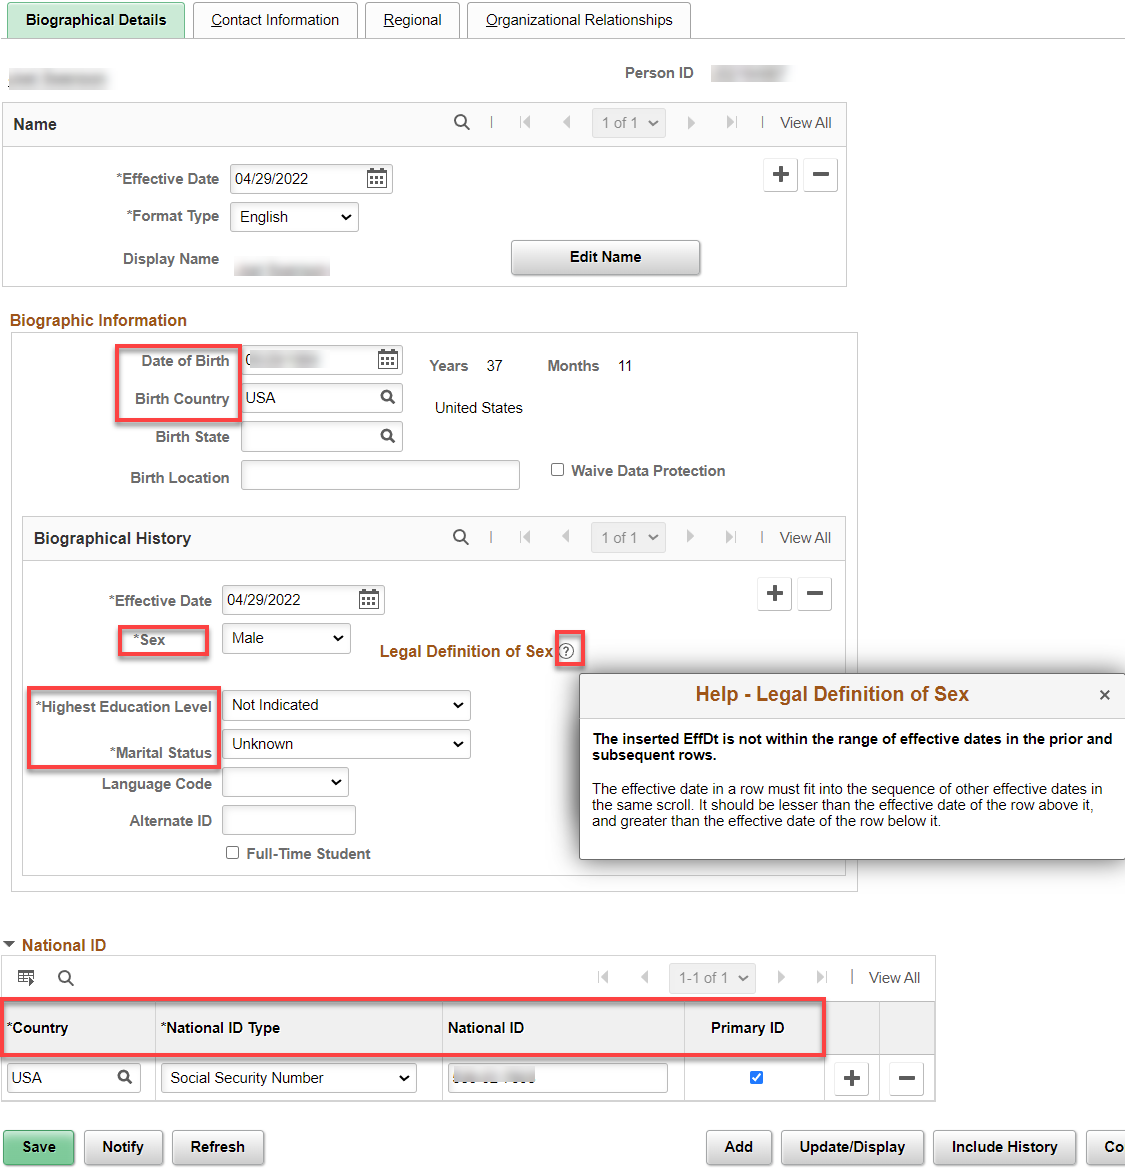 Biographical Details Contact Information Regional Organizational Relationships
Person ID
Name 1 of 1 View All
*Effective Date 04/29/2022
*Format Type English
Display Name Edit Name
Biographic Information
Date of Birth Years 37 Months 11
Birth Country USA United States
Birth State
Birth Location Waive Data Protection
Biographical History 1 of 1 View All
*Effective Date 04/29/2022
*Sex Male
Legal Definition of Sex ?
Help - Legal Definition of Sex ×
The inserted EffDt is not within the range of effective dates in the prior and
subsequent rows.
The effective date in a row must fit into the sequence of other effective dates in
the same scroll. It should be lesser than the effective date of the row above it,
and greater than the effective date of the row below it.
*Highest Education Level Not Indicated
*Marital Status Unknown
Language Code
Alternate ID
Full-Time Student
National ID
1-1 of 1 View All
*Country *National ID Type National ID Primary ID
USA Social Security Number
Save Notify Refresh Add Update/Display Include History